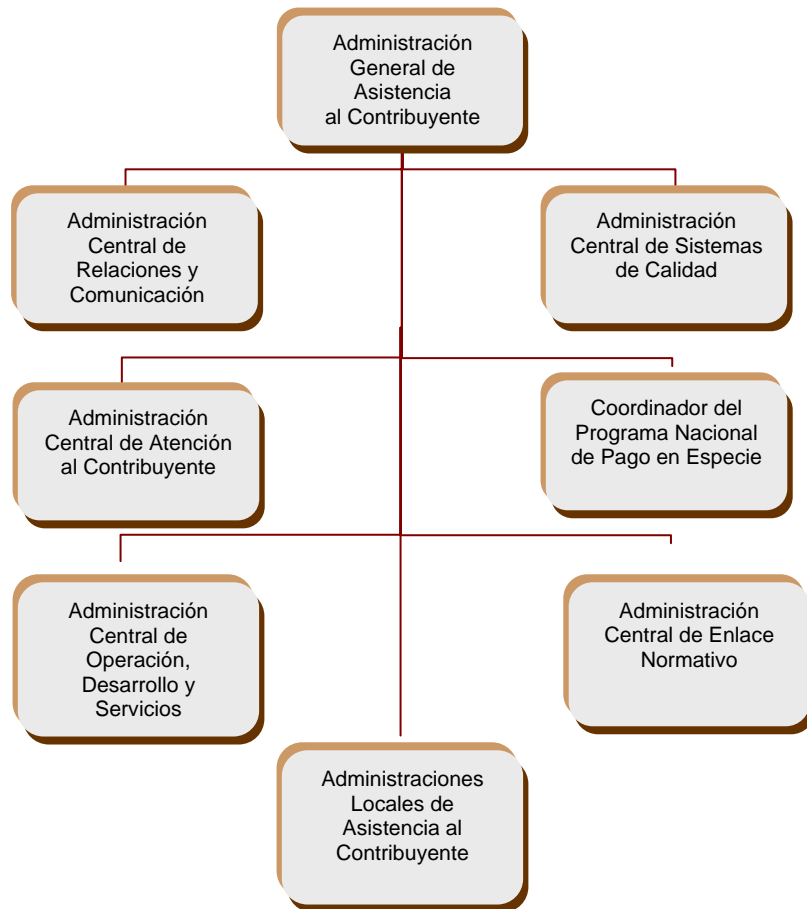 Administración
General de
Asistencia
al Contribuyente
Administración
Central de
Relaciones y
Comunicación
Administración
Central de Sistemas
de Calidad
Administración
Central de Atención
al Contribuyente
Coordinador del
Programa Nacional
de Pago en Especie
Administración
Central de
Operación,
Desarrollo y
Servicios
Administración
Central de Enlace
Normativo
Administraciones
Locales de
Asistencia al
Contribuyente